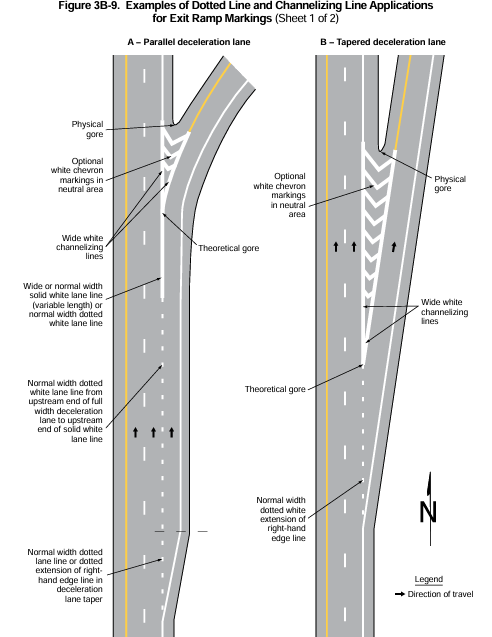 Figure 3B-9. Examples of Dotted Line and Channelizing Line Applications
for Exit Ramp Markings (Sheet 1 of 2)
A – Parallel deceleration lane
Physical
gore
Optional
white chevron
markings in
neutral area
Wide white
channelizing
lines
Theoretical gore
Wide or normal width
solid white lane line
(variable length) or
normal width dotted
white lane line
Normal width dotted
white lane line from
upstream end of full
width deceleration
lane to upstream
end of solid white
lane line
Normal width dotted
lane line or dotted
extension of right-
hand edge line in
deceleration
lane taper
B – Tapered deceleration lane
Optional
white chevron
markings
in neutral
area
Physical
gore
Wide white
channelizing
lines
Theoretical gore
Normal width
dotted white
extension of
right-hand
edge line
N
Legend
Direction of travel